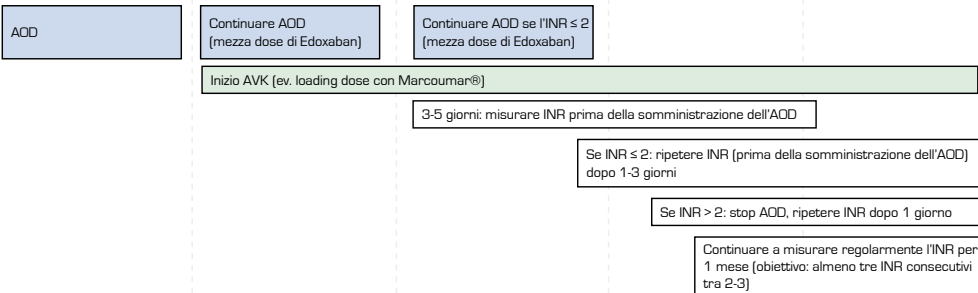 AOD
Continuare AOD
(mezza dose di Edoxaban)
Continuare AOD se l'INR ≤ 2
(mezza dose di Edoxaban)
Inizio AVK (ev. loading dose con Marcoumar®)
3-5 giorni: misurare INR prima della somministrazione dell'AOD
Se INR ≤ 2: ripetere INR (prima della somministrazione dell'AOD)
dopo 1-3 giorni
Se INR > 2: stop AOD, ripetere INR dopo 1 giorno
Continuare a misurare regolarmente l'INR per
1 mese (obiettivo: almeno tre INR consecutivi
tra 2-3)